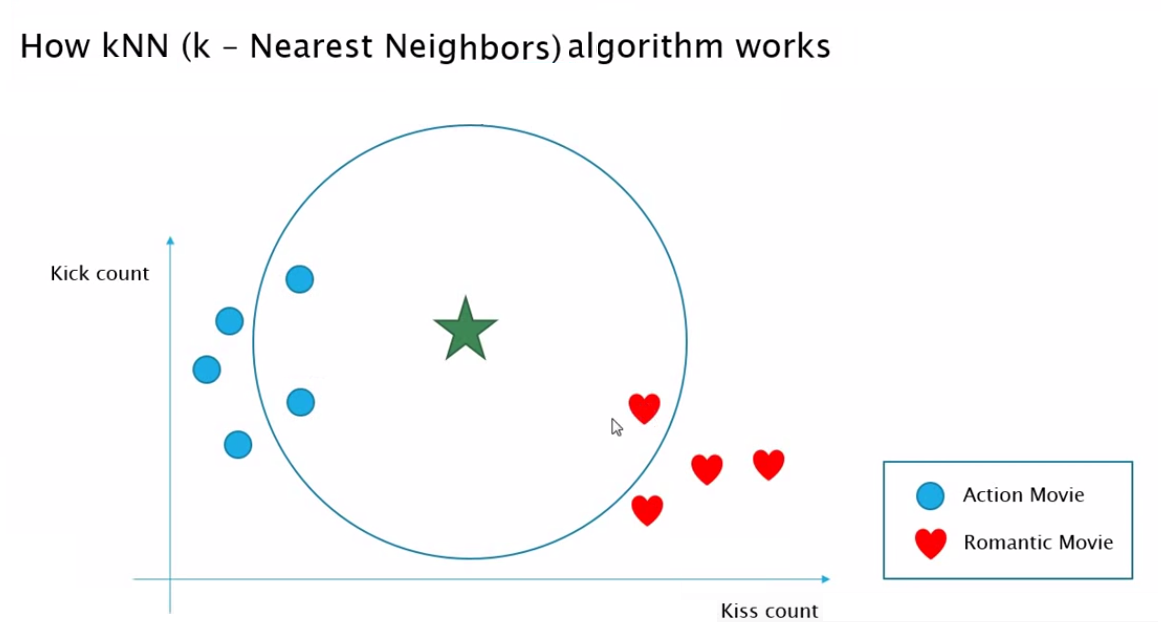 How kNN (k – Nearest Neighbors) algorithm works
Kick count
Action Movie
Romantic Movie
Kiss count